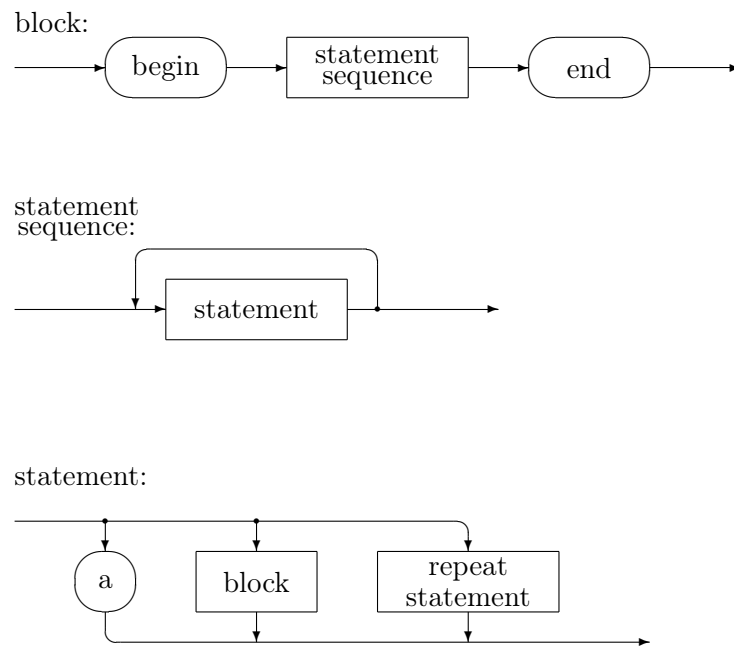 block:
begin
statement
sequence
end
statement
sequence:
statement
statement:
a
block
repeat
statement